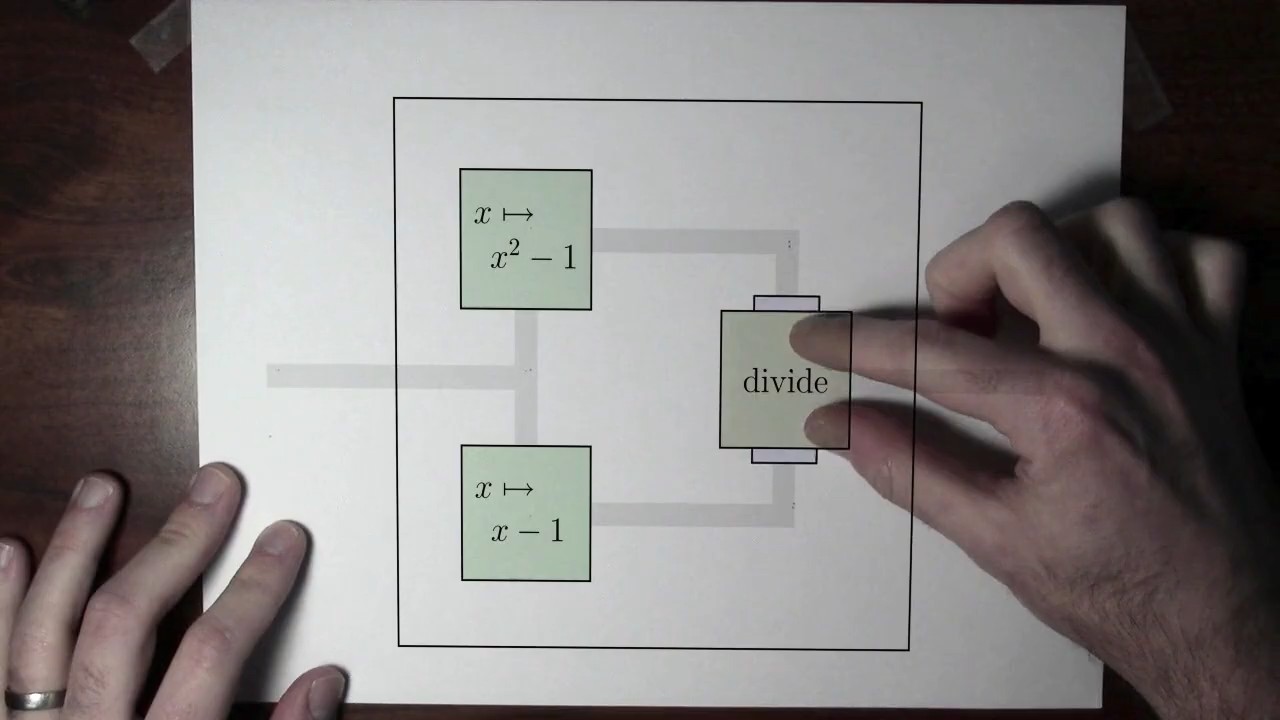 x ↦
x² − 1
divide
x ↦
x − 1